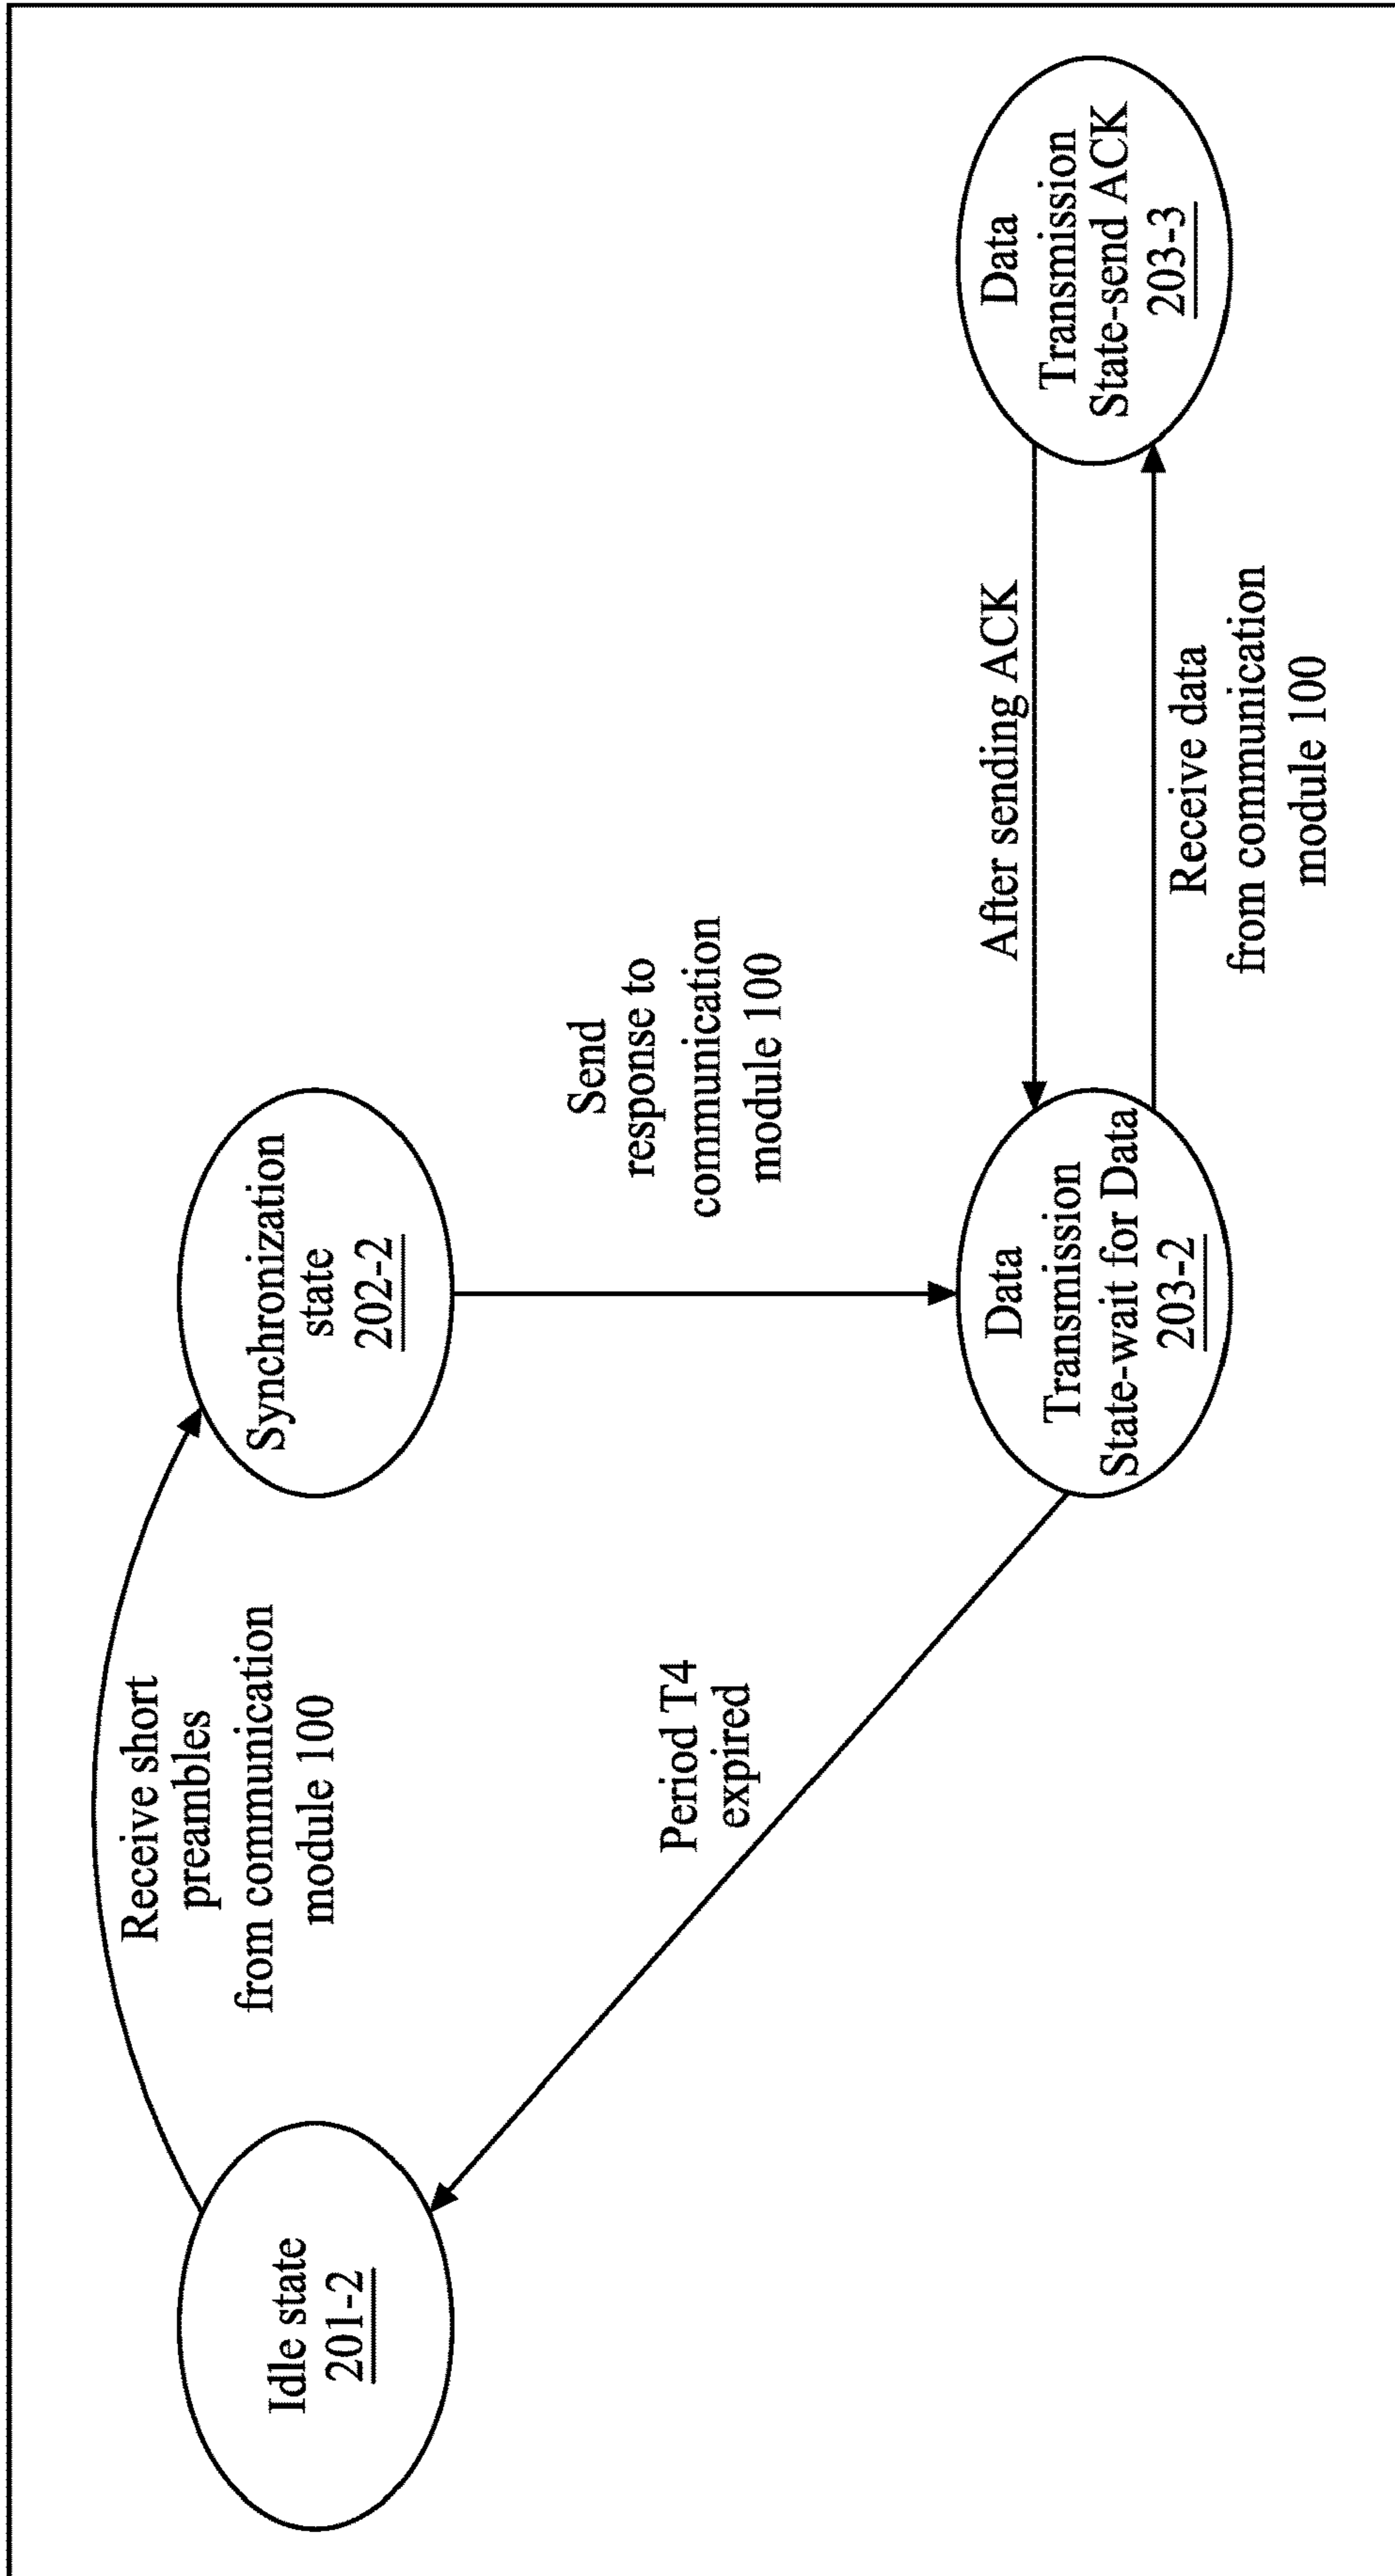 Idle state
201-2
Receive short
preambles
from communication
module 100
Synchronization
state
202-2
Send
response to
communication
module 100
Period T4
expired
Data
Transmission
State-wait for Data
203-2
After sending ACK
Receive data
from communication
module 100
Data
Transmission
State-send ACK
203-3